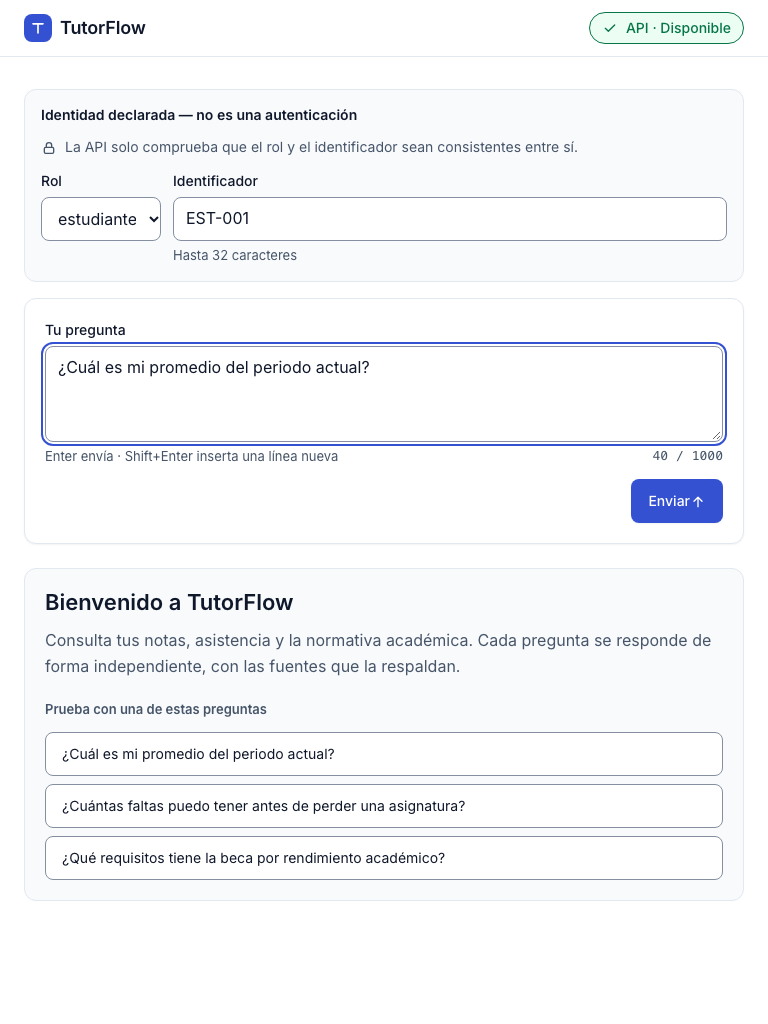 TutorFlow
API · Disponible
Identidad declarada — no es una autenticación
La API solo comprueba que el rol y el identificador sean consistentes entre sí.
Rol
Identificador
estudiante
EST-001
Hasta 32 caracteres
Tu pregunta
¿Cuál es mi promedio del periodo actual?
Enter envía · Shift+Enter inserta una línea nueva
40 / 1000
Enviar↑
Bienvenido a TutorFlow
Consulta tus notas, asistencia y la normativa académica. Cada pregunta se responde de
forma independiente, con las fuentes que la respaldan.
Prueba con una de estas preguntas
¿Cuál es mi promedio del periodo actual?
¿Cuántas faltas puedo tener antes de perder una asignatura?
¿Qué requisitos tiene la beca por rendimiento académico?